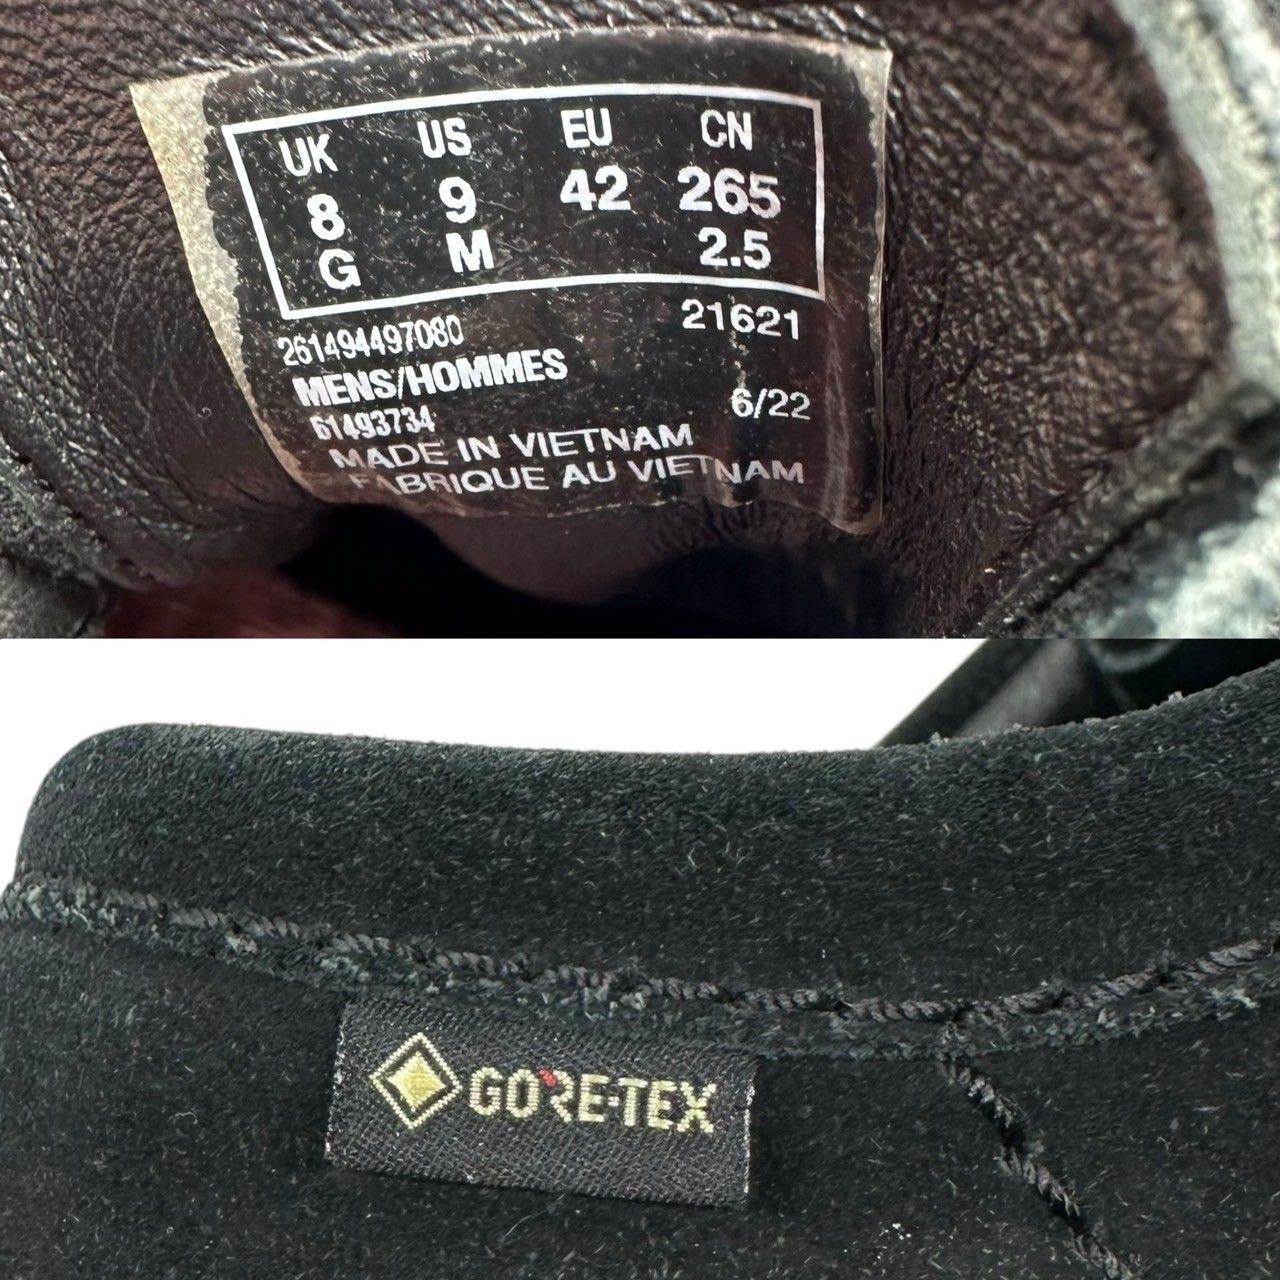 UK US EU CN
8 9 42 265
G M 2.5
261494497080 21621
MENS/HOMMES
61493734 6/22
MADE IN VIETNAM
FABRIQUE AU VIETNAM
GORE-TEX